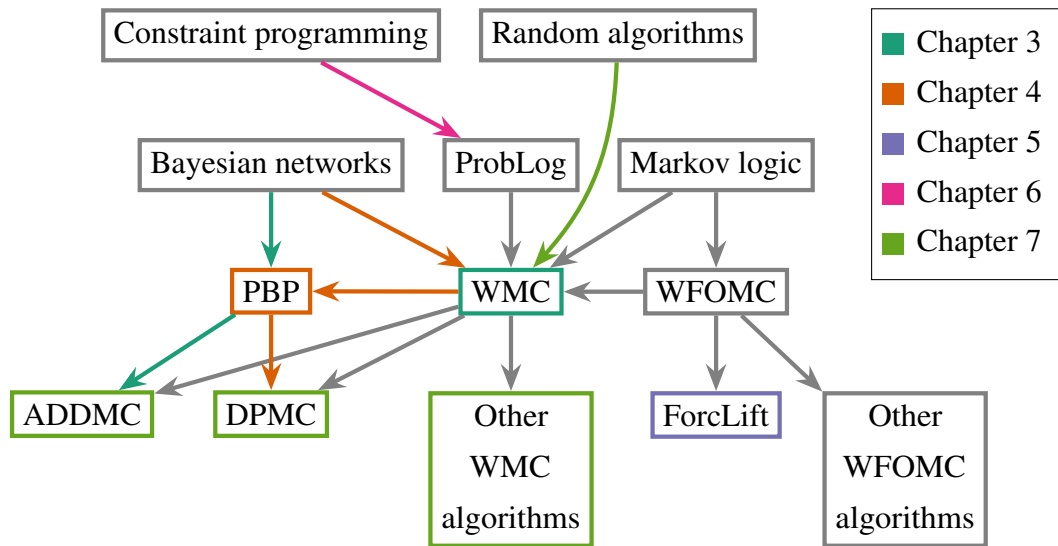 Constraint programming
Random algorithms
Chapter 3
Chapter 4
Chapter 5
Chapter 6
Chapter 7
Bayesian networks
ProbLog
Markov logic
PBP
WMC
WFOMC
ADDMC
DPMC
Other
WMC
algorithms
ForcLift
Other
WFOMC
algorithms